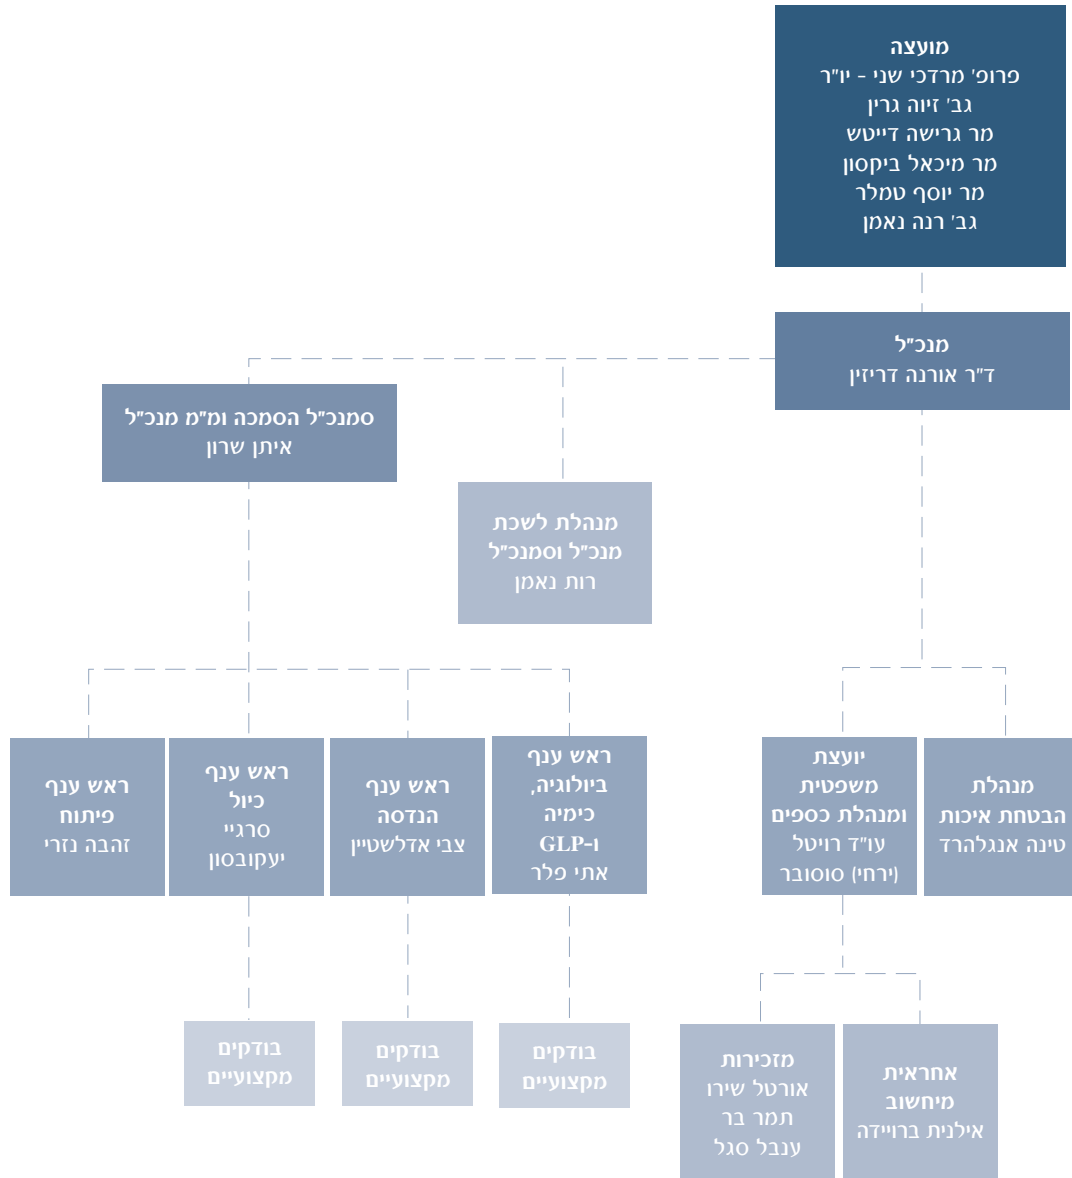 מועצה
פרופ' מרדכי שני - יו"ר
גב' זיוה גרין
מר גרישה דייטש
מר מיכאל ביקסון
מר יוסף טמלר
גב' רנה נאמן
מנכ"ל
ד"ר אורנה דריזין
סמנכ"ל הסמכה ומ"מ מנכ"ל
איתן שרון
מנהלת לשכת
מנכ"ל וסמנכ"ל
רות נאמן
מנהלת
הבטחת איכות
טינה אנגלהרד
יועצת
משפטית
ומנהלת כספים
עו"ד רויטל
(ירחי) סוסובר
ראש ענף
ביולוגיה,
כימיה
ו-GLP
אתי פלר
ראש ענף
הנדסה
צבי אדלשטיין
ראש ענף
כיול
סרגיי
יעקובסון
ראש ענף
פיתוח
זהבה נזרי
אחראית
מיחשוב
אילנית ברויידה
מזכירות
אורטל שירו
תמר בר
ענבל סגל
בודקים
מקצועיים
בודקים
מקצועיים
בודקים
מקצועיים